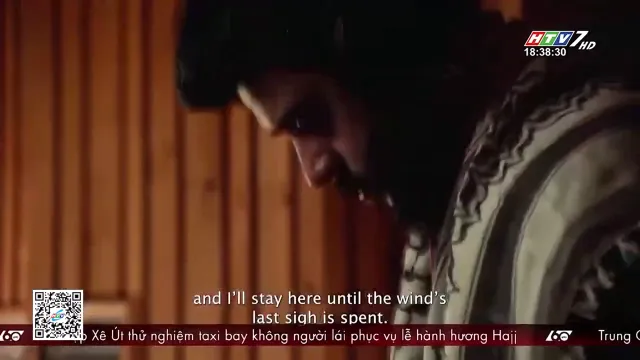 HTV7 HD
18:38:30
and I'll stay here until the wind's
last sigh is spent.
Xê Út thử nghiệm taxi bay không người lái phục vụ lễ hành hương Hajj 60 Trung